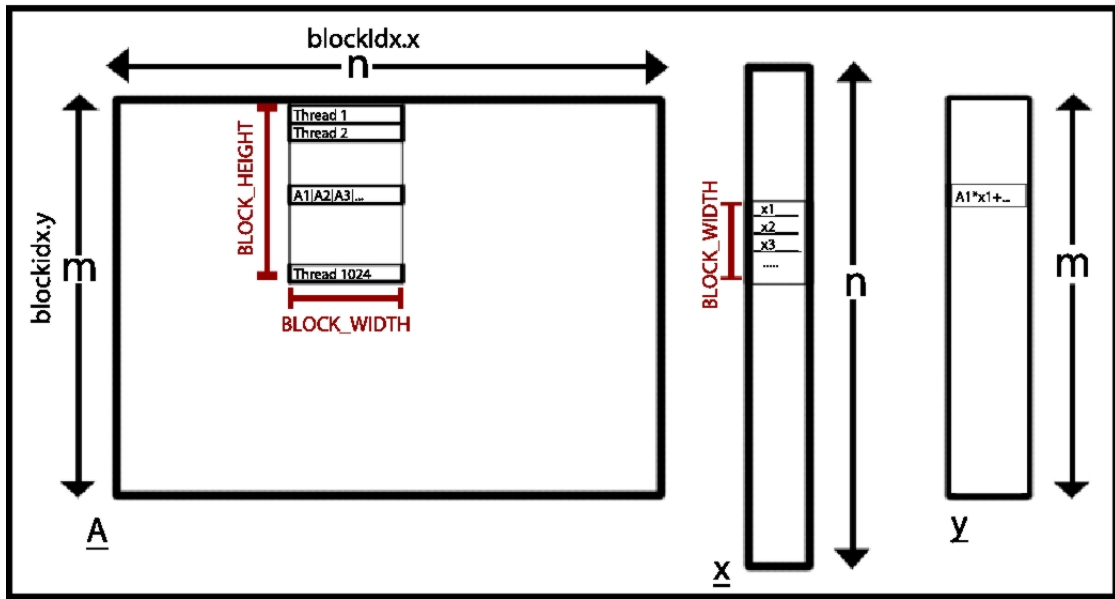 blockIdx.x
n
blockidx.y
m
BLOCK_HEIGHT
Thread 1
Thread 2
A1|A2|A3|...
Thread 1024
BLOCK_WIDTH
A
BLOCK_WIDTH
x1
x2
x3
.....
n
x
A1*x1+...
m
y